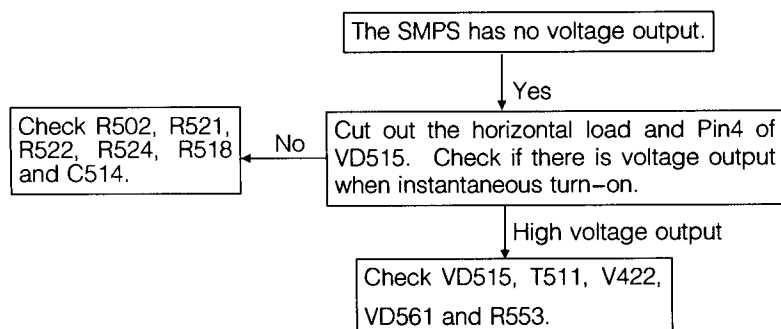 The SMPS has no voltage output.
Yes
Cut out the horizontal load and Pin4 of
VD515. Check if there is voltage output
when instantaneous turn-on.
No
Check R502, R521,
R522, R524, R518
and C514.
High voltage output
Check VD515, T511, V422,
VD561 and R553.